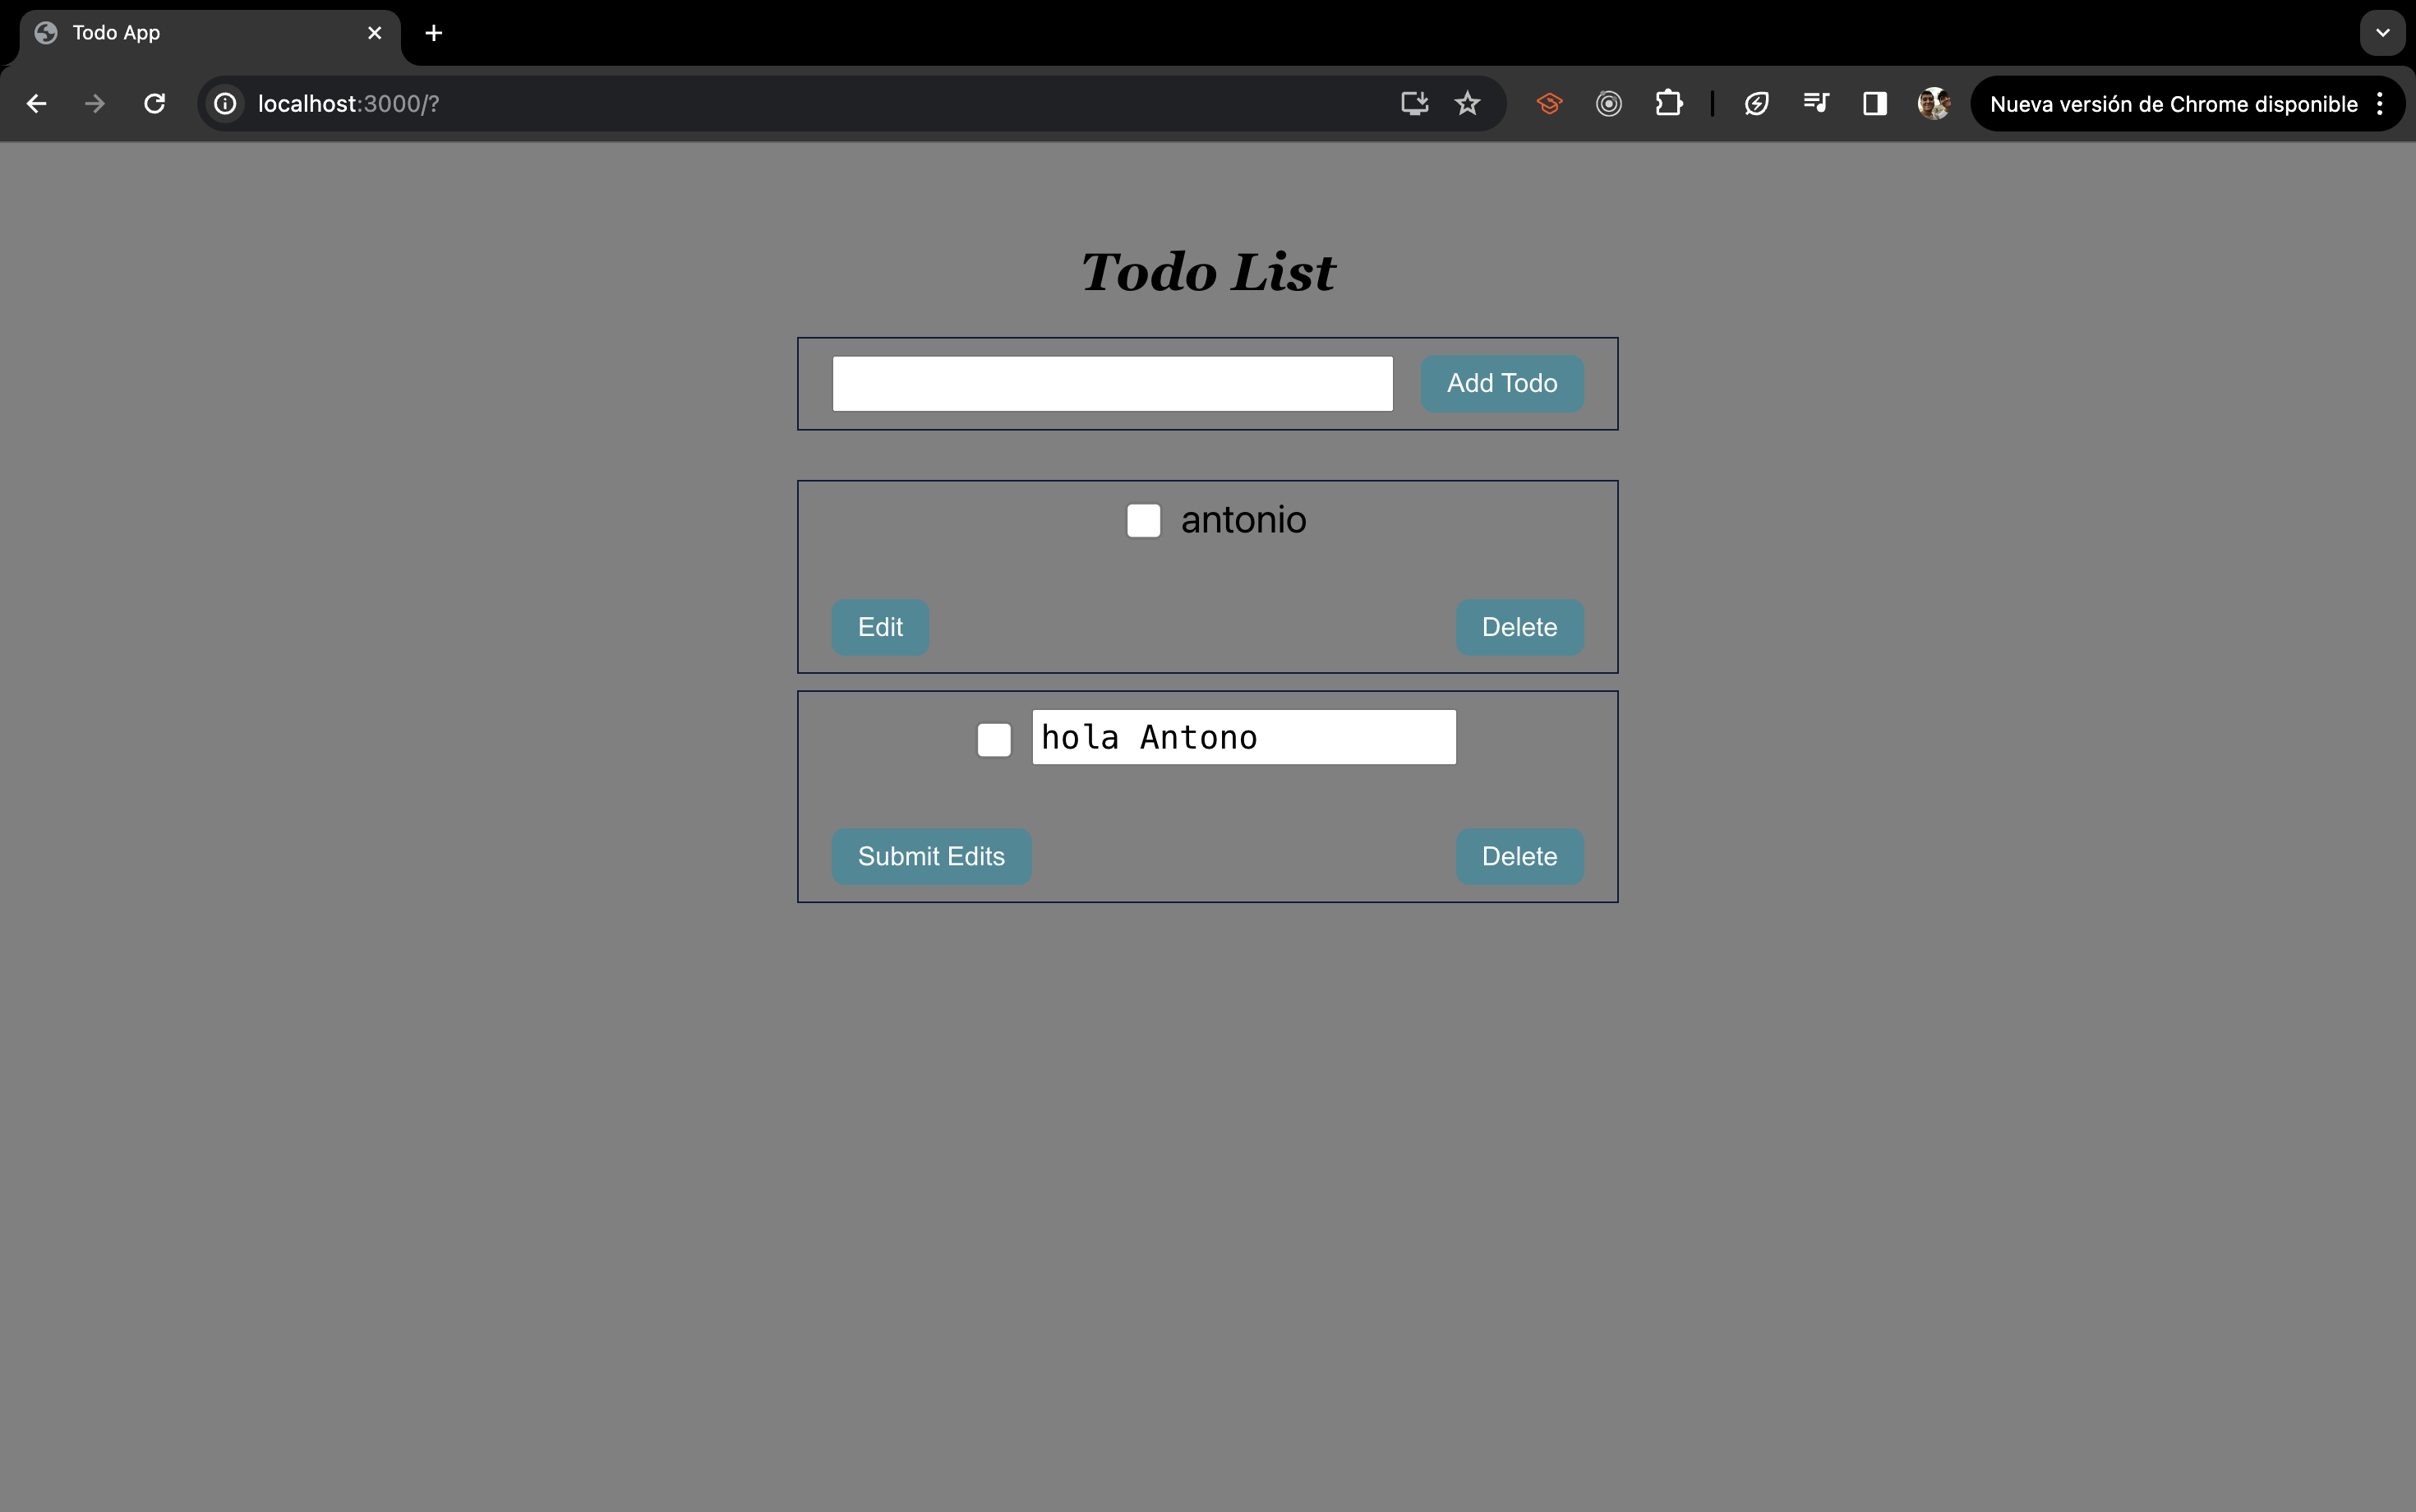 Todo App
localhost:3000/?
Nueva versión de Chrome disponible
Todo List
Add Todo
antonio
Edit
Delete
hola Antono
Submit Edits
Delete